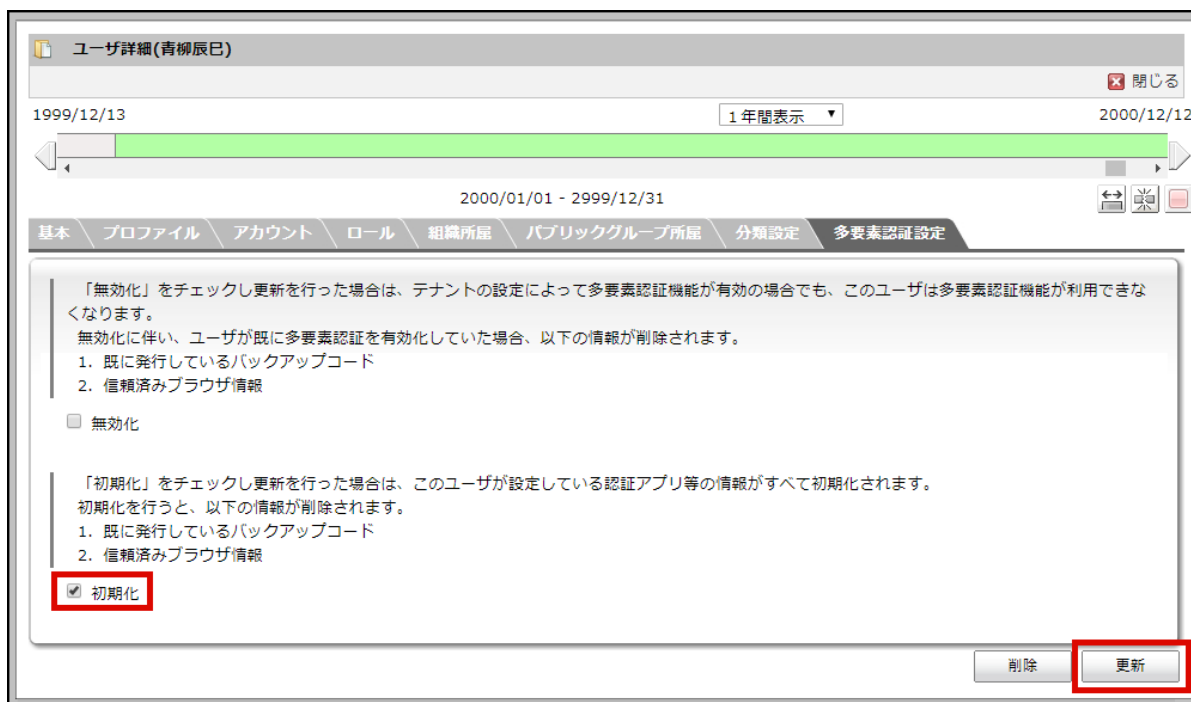 ユーザ詳細(青柳辰巳)
閉じる
1999/12/13 1年間表示 2000/12/12
2000/01/01 - 2999/12/31
基本 プロファイル アカウント ロール 組織所属 パブリックグループ所属 分類設定 多要素認証設定
「無効化」をチェックし更新を行った場合は、テナントの設定によって多要素認証機能が有効の場合でも、このユーザは多要素認証機能が利用できな
くなります。
無効化に伴い、ユーザが既に多要素認証を有効化していた場合、以下の情報が削除されます。
1. 既に発行しているバックアップコード
2. 信頼済みブラウザ情報
無効化
「初期化」をチェックし更新を行った場合は、このユーザが設定している認証アプリ等の情報がすべて初期化されます。
初期化を行うと、以下の情報が削除されます。
1. 既に発行しているバックアップコード
2. 信頼済みブラウザ情報
初期化
削除 更新